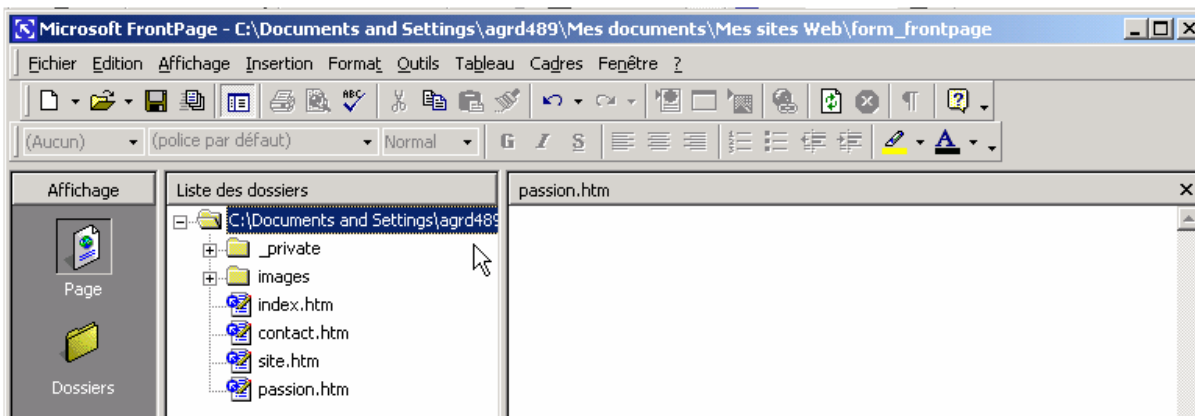 Microsoft FrontPage - C:\Documents and Settings\agrd489\Mes documents\Mes sites Web\form_frontpage
Fichier Edition Affichage Insertion Format Outils Tableau Cadres Fenêtre ?
ABC
(Aucun) (police par défaut) Normal G I S A
Affichage Liste des dossiers passion.htm
C:\Documents and Settings\agrd489
_private
images
Page
index.htm
contact.htm
site.htm
Dossiers
passion.htm